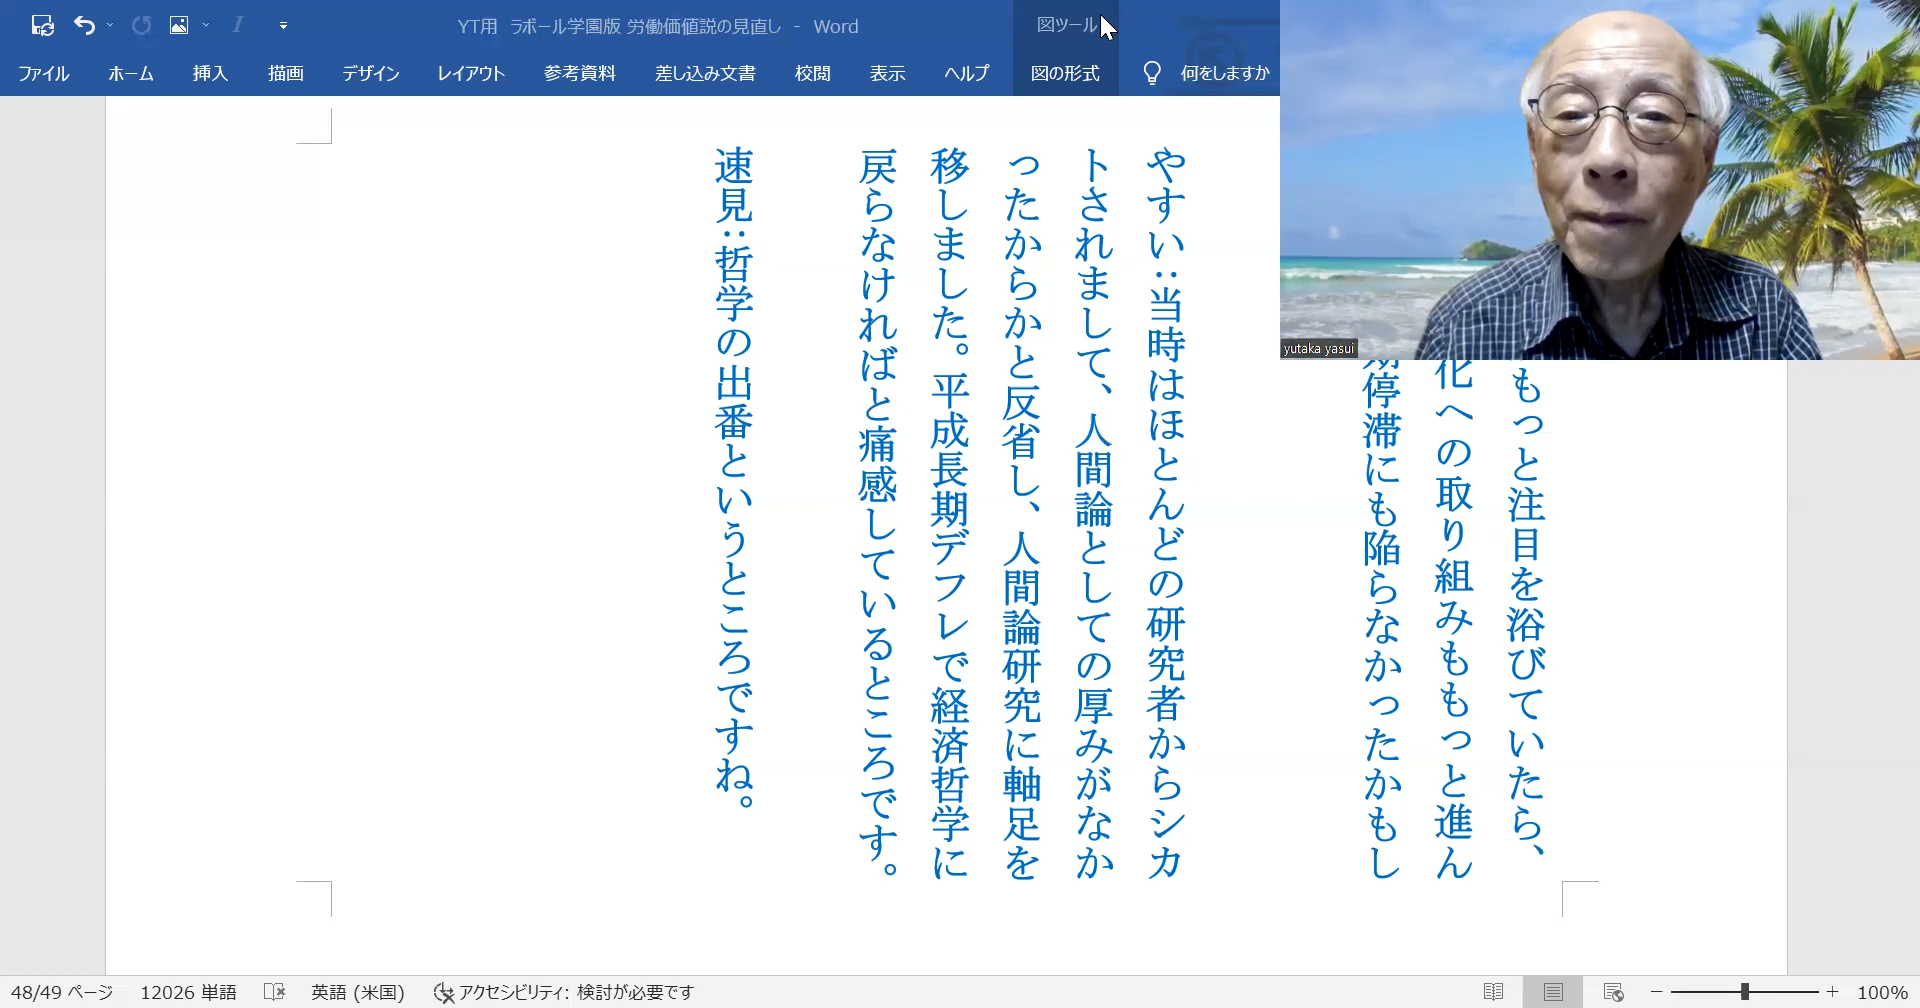 YT用 ラボール学園版 労働価値説の見直し - Word
図ツール
ファイル ホーム 挿入 描画 デザイン レイアウト 参考資料 差し込み文書 校閲 表示 ヘルプ 図の形式 何をしますか
yutaka yasui
もっと注目を浴びていたら、
化への取り組みももっと進ん
期停滞にも陥らなかったかもし
やすい:当時はほとんどの研究者からシカ
トされまして、人間論としての厚みがなか
ったからかと反省し、人間論研究に軸足を
移しました。平成長期デフレで経済哲学に
戻らなければと痛感しているところです。
速見:哲学の出番というところですね。
48/49 ページ 12026 単語 英語 (米国) アクセシビリティ: 検討が必要です
100%